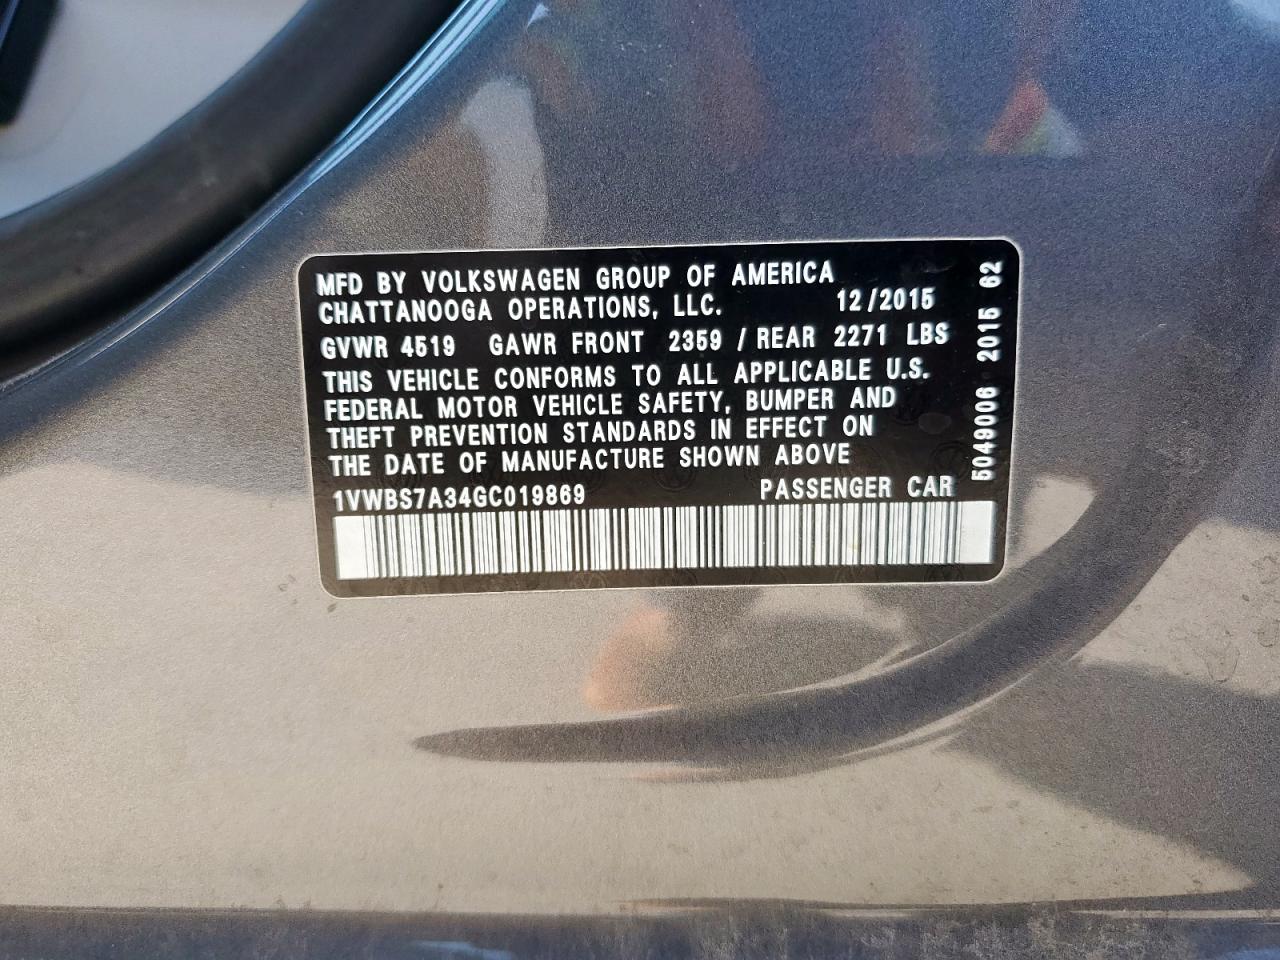 MFD BY VOLKSWAGEN GROUP OF AMERICA
CHATTANOOGA OPERATIONS, LLC. 12/2015
GVWR 4519 GAWR FRONT 2359 / REAR 2271 LBS
THIS VEHICLE CONFORMS TO ALL APPLICABLE U.S.
FEDERAL MOTOR VEHICLE SAFETY, BUMPER AND
THEFT PREVENTION STANDARDS IN EFFECT ON
THE DATE OF MANUFACTURE SHOWN ABOVE
1VWBS7A34GC019869 PASSENGER CAR
5049006 2015 62